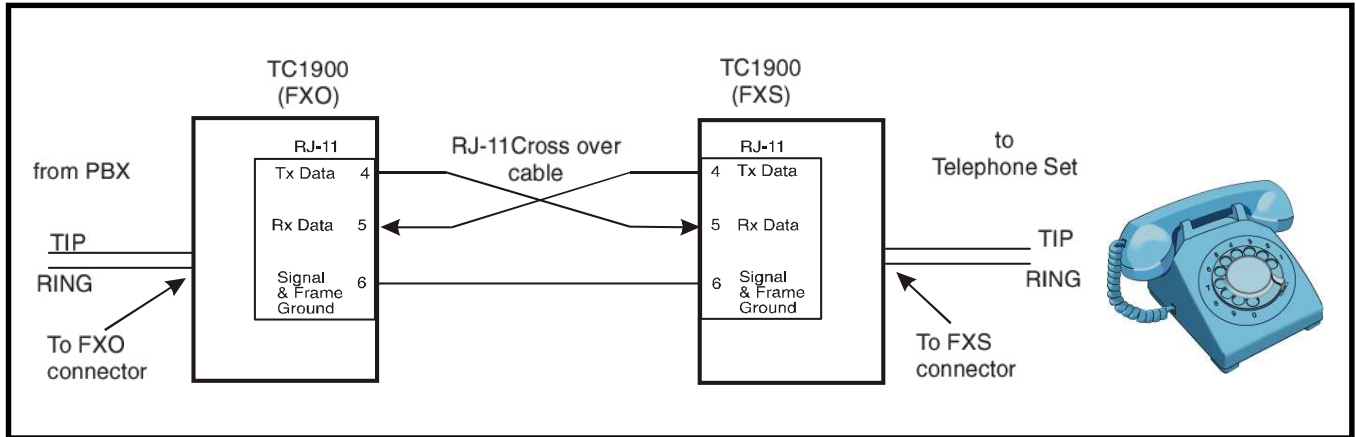 TC1900
(FXO)
TC1900
(FXS)
from PBX
RJ-11
Tx Data 4
Rx Data 5
Signal
& Frame 6
Ground
RJ-11Cross over
cable
RJ-11
4 Tx Data
5 Rx Data
6 Signal
& Frame
Ground
to
Telephone Set
TIP
RING
To FXO
connector
TIP
RING
To FXS
connector